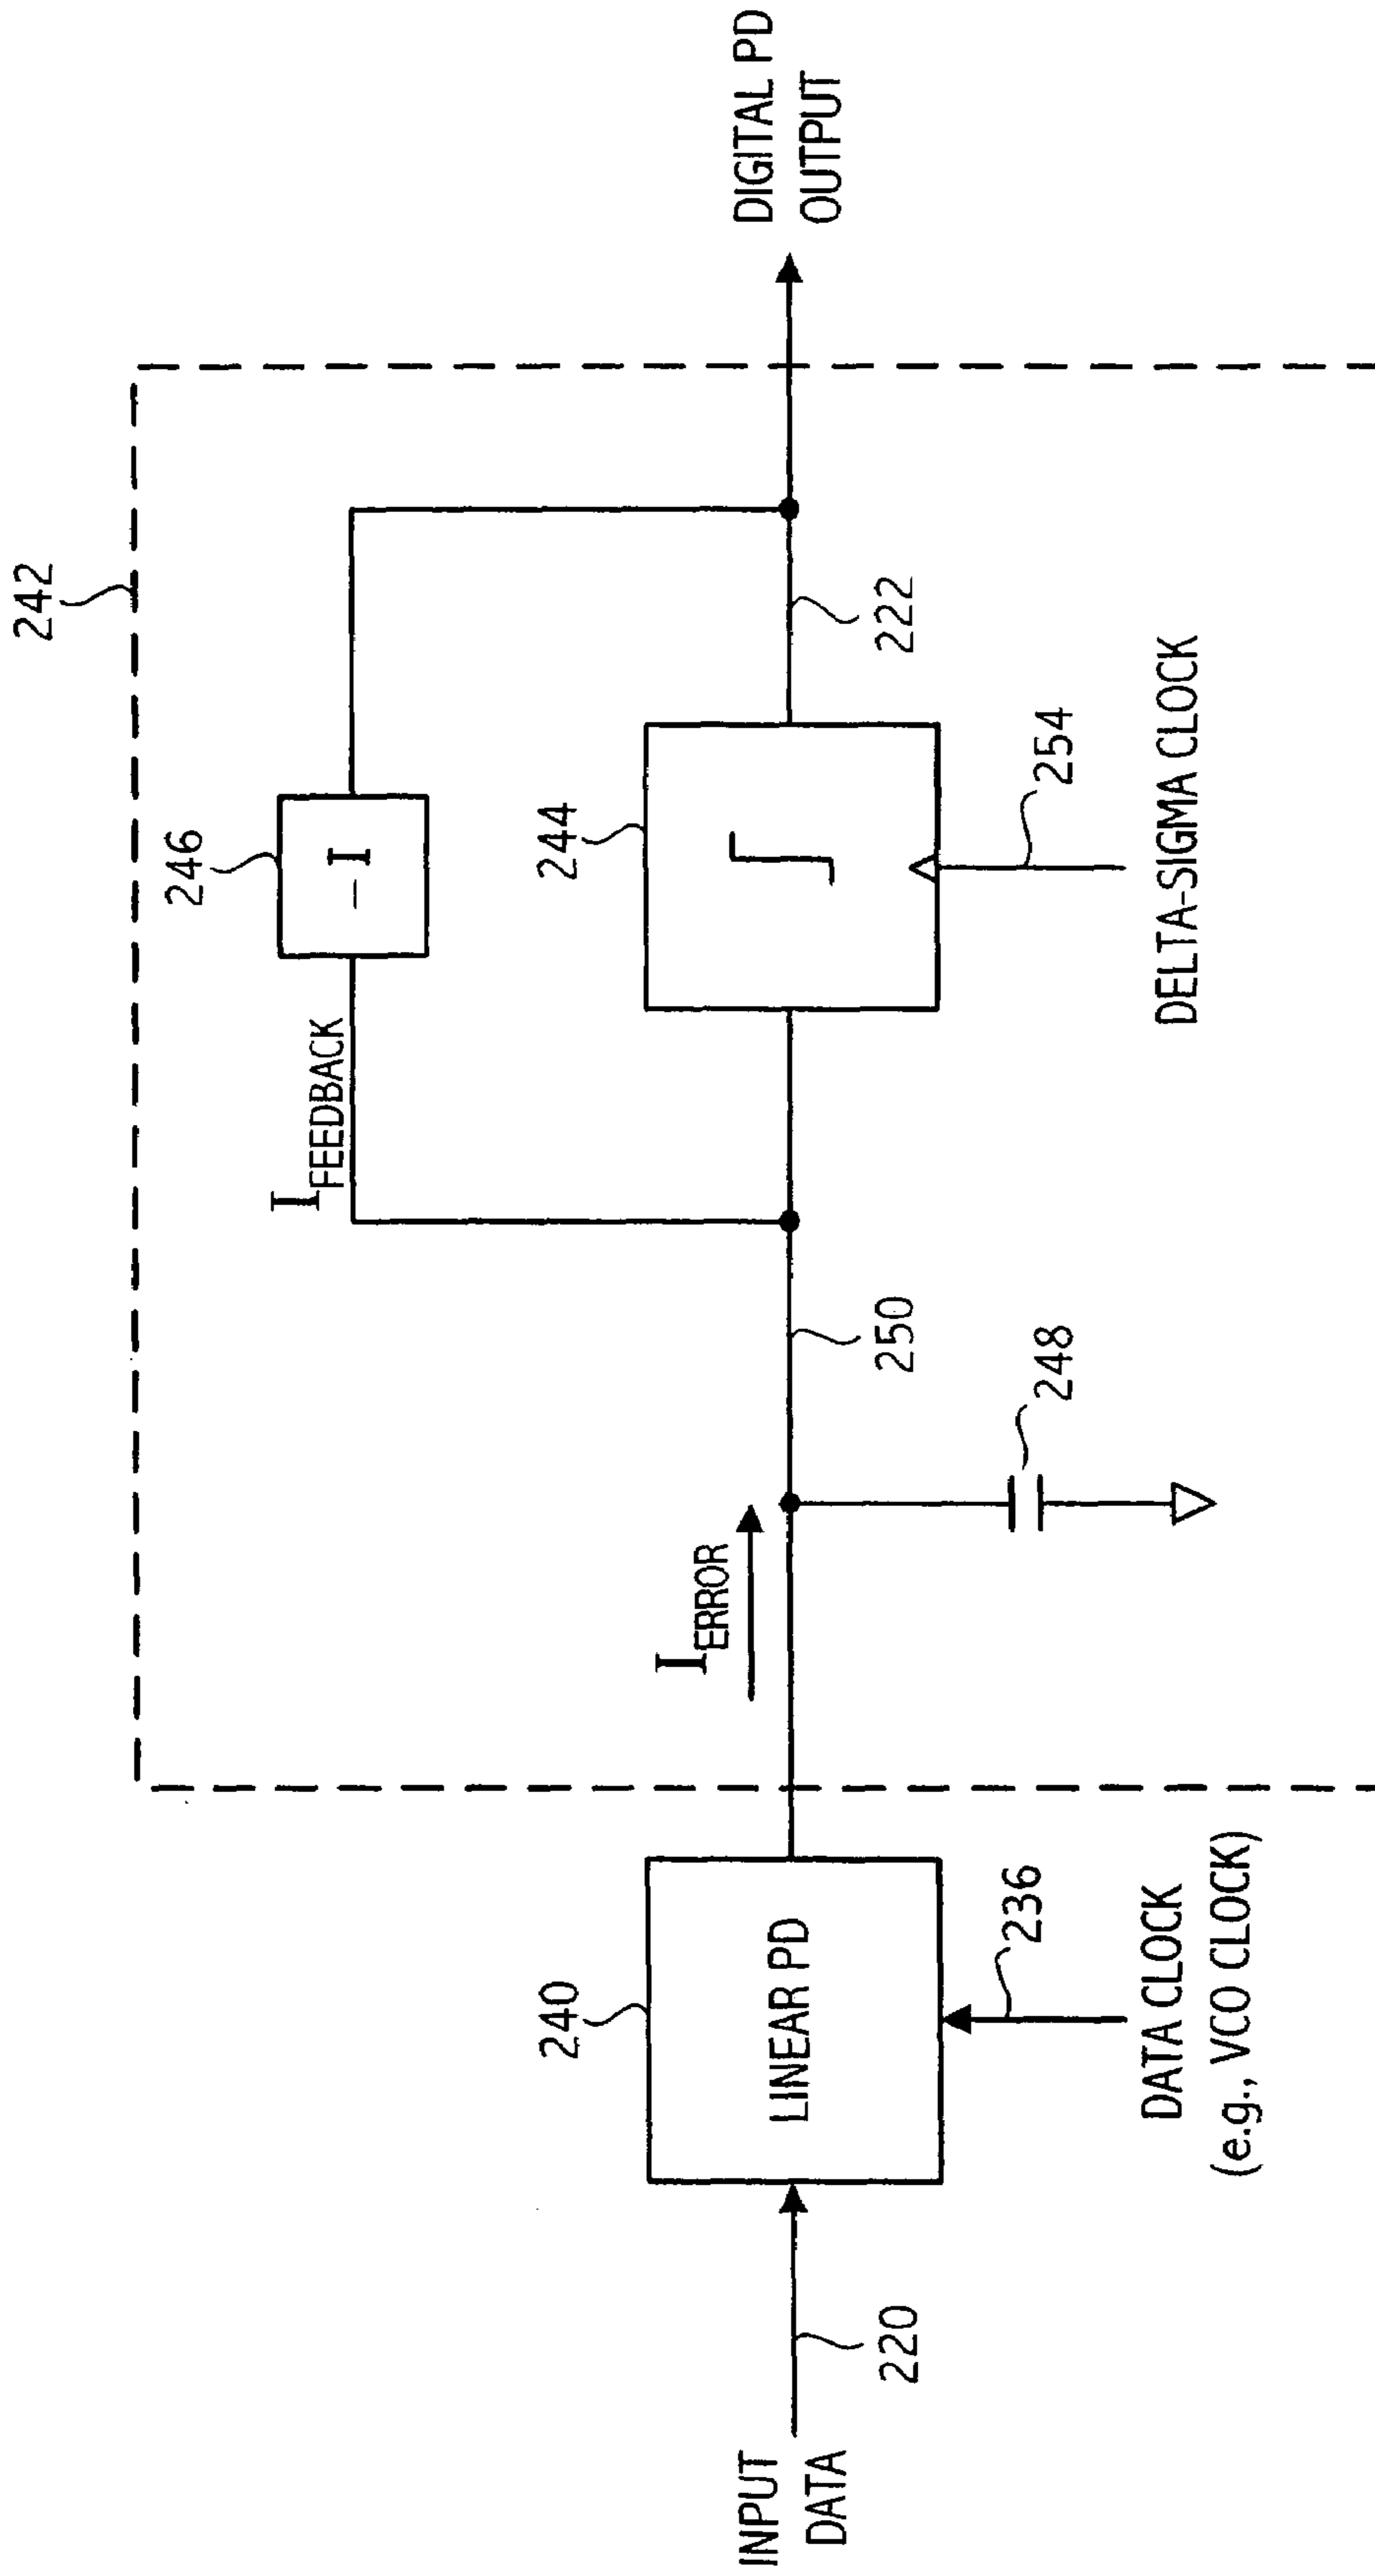 242
246
– I
I FEEDBACK
244
222
DIGITAL PD
OUTPUT
I ERROR
250
248
254
DELTA-SIGMA CLOCK
240
LINEAR PD
INPUT
DATA
220
236
DATA CLOCK
(e.g., VCO CLOCK)